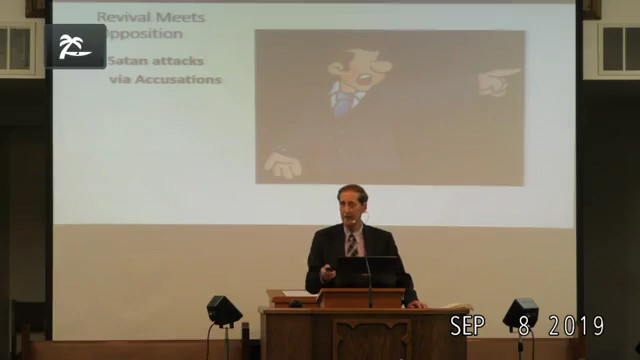 Revival Meets
Opposition
Satan attacks
via Accusations
SEP 8 2019